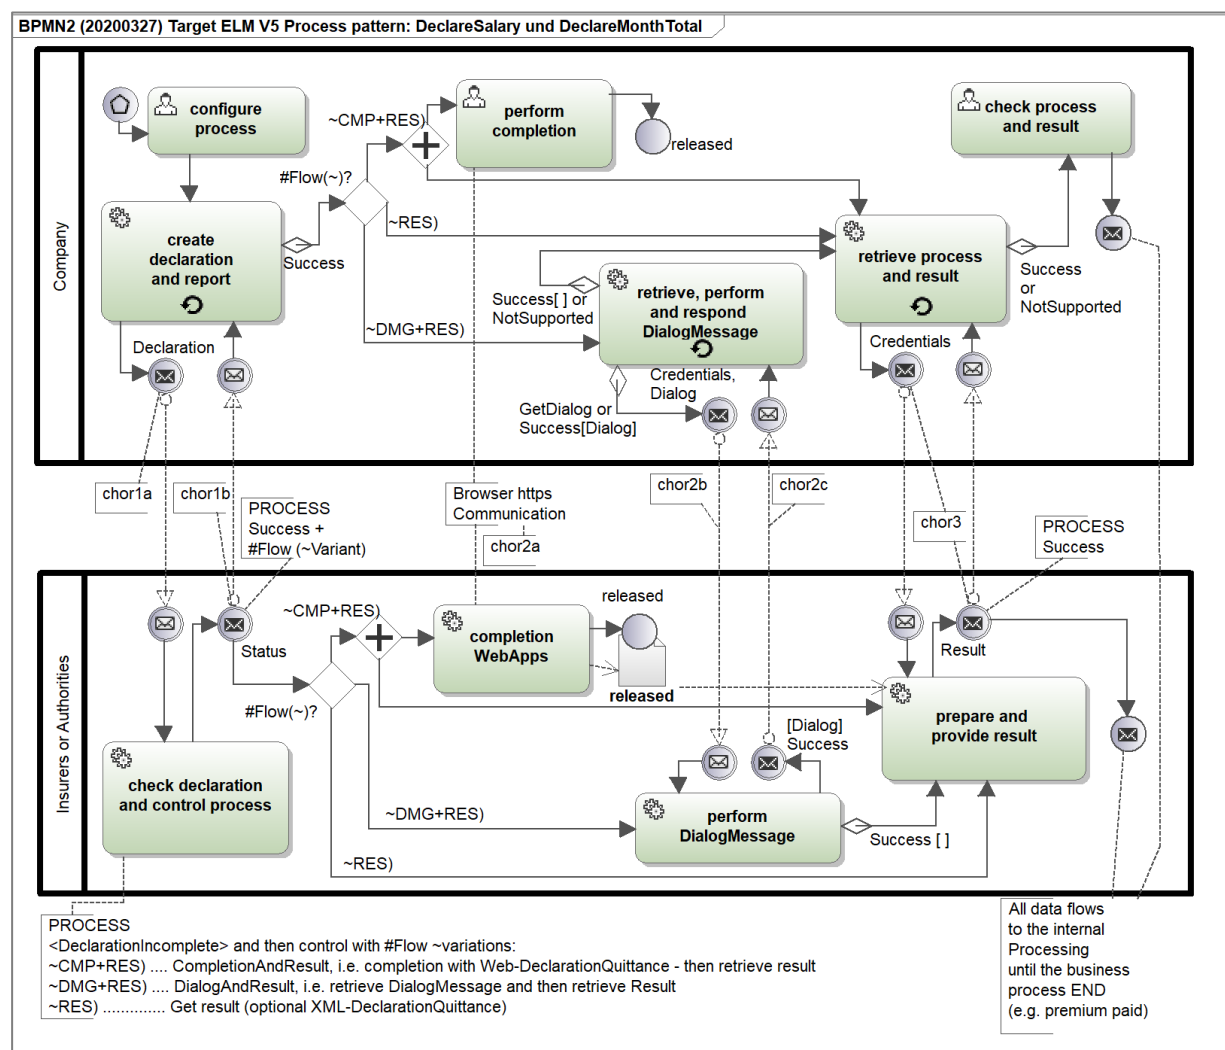 BPMN2 (20200327) Target ELM V5 Process pattern: DeclareSalary und DeclareMonthTotal
Company
configure
process
~CMP+RES)
perform
completion
released
check process
and result
#Flow(~)?
create
declaration
and report
Success
~RES)
retrieve process
and result
Success
or
NotSupported
Success[ ] or
NotSupported
retrieve, perform
and respond
DialogMessage
~DMG+RES)
Declaration
Credentials
Credentials,
Dialog
GetDialog or
Success[Dialog]
chor1a
chor1b
PROCESS
Success +
#Flow (~Variant)
Browser https
Communication
chor2a
chor2b
chor2c
chor3
PROCESS
Success
Insurers or Authorities
~CMP+RES)
released
completion
WebApps
Status
Result
released
#Flow(~)?
prepare and
provide result
[Dialog]
Success
check declaration
and control process
~DMG+RES)
perform
DialogMessage
Success [ ]
~RES)
PROCESS
<DeclarationIncomplete> and then control with #Flow ~variations:
~CMP+RES) .... CompletionAndResult, i.e. completion with Web-DeclarationQuittance - then retrieve result
~DMG+RES) .... DialogAndResult, i.e. retrieve DialogMessage and then retrieve Result
~RES) .............. Get result (optional XML-DeclarationQuittance)
All data flows
to the internal
Processing
until the business
process END
(e.g. premium paid)